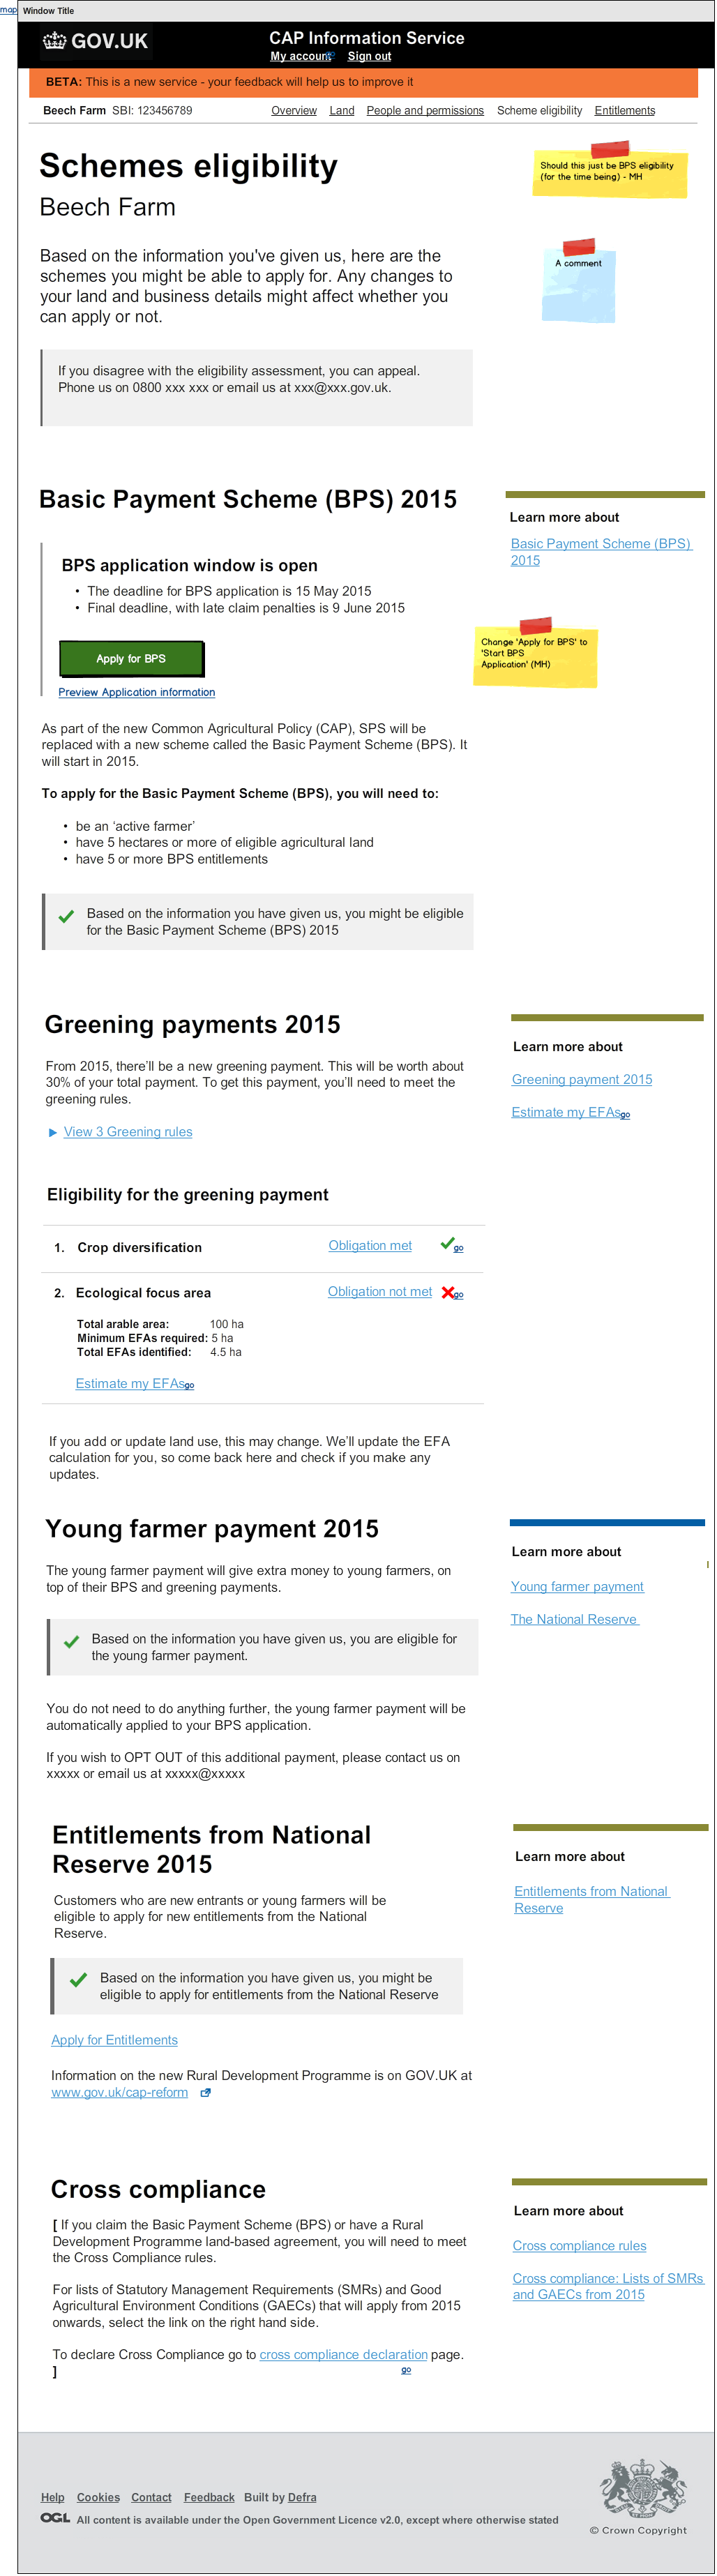 map
Window Title
GOV.UK
CAP Information Service
My account
go
Sign out
BETA: This is a new service - your feedback will help us to improve it
Beech Farm SBI: 123456789
Overview Land People and permissions Scheme eligibility Entitlements
Schemes eligibility
Beech Farm
Should this just be BPS eligibility
(for the time being) - MH
A comment
Based on the information you've given us, here are the
schemes you might be able to apply for. Any changes to
your land and business details might affect whether you
can apply or not.
If you disagree with the eligibility assessment, you can appeal.
Phone us on 0800 xxx xxx or email us at xxx@xxx.gov.uk.
Basic Payment Scheme (BPS) 2015
Learn more about
Basic Payment Scheme (BPS)
2015
BPS application window is open
• The deadline for BPS application is 15 May 2015
• Final deadline, with late claim penalties is 9 June 2015
Apply for BPS
Preview Application information
Change 'Apply for BPS' to
'Start BPS
Application' (MH)
As part of the new Common Agricultural Policy (CAP), SPS will be
replaced with a new scheme called the Basic Payment Scheme (BPS). It
will start in 2015.
To apply for the Basic Payment Scheme (BPS), you will need to:
• be an ‘active farmer’
• have 5 hectares or more of eligible agricultural land
• have 5 or more BPS entitlements
Based on the information you have given us, you might be eligible
for the Basic Payment Scheme (BPS) 2015
Greening payments 2015
From 2015, there’ll be a new greening payment. This will be worth about
30% of your total payment. To get this payment, you’ll need to meet the
greening rules.
View 3 Greening rules
Learn more about
Greening payment 2015
Estimate my EFAs
go
Eligibility for the greening payment
1. Crop diversification Obligation met go
2. Ecological focus area Obligation not met go
Total arable area: 100 ha
Minimum EFAs required: 5 ha
Total EFAs identified: 4.5 ha
Estimate my EFAs
go
If you add or update land use, this may change. We’ll update the EFA
calculation for you, so come back here and check if you make any
updates.
Young farmer payment 2015
The young farmer payment will give extra money to young farmers, on
top of their BPS and greening payments.
Learn more about
Young farmer payment
The National Reserve
Based on the information you have given us, you are eligible for
the young farmer payment.
You do not need to do anything further, the young farmer payment will be
automatically applied to your BPS application.
If you wish to OPT OUT of this additional payment, please contact us on
xxxxx or email us at xxxxx@xxxxx
Entitlements from National
Reserve 2015
Customers who are new entrants or young farmers will be
eligible to apply for new entitlements from the National
Reserve.
Learn more about
Entitlements from National
Reserve
Based on the information you have given us, you might be
eligible to apply for entitlements from the National Reserve
Apply for Entitlements
Information on the new Rural Development Programme is on GOV.UK at
www.gov.uk/cap-reform
Cross compliance
[ If you claim the Basic Payment Scheme (BPS) or have a Rural
Development Programme land-based agreement, you will need to meet
the Cross Compliance rules.
For lists of Statutory Management Requirements (SMRs) and Good
Agricultural Environment Conditions (GAECs) that will apply from 2015
onwards, select the link on the right hand side.
To declare Cross Compliance go to cross compliance declaration page.
]
go
Learn more about
Cross compliance rules
Cross compliance: Lists of SMRs
and GAECs from 2015
Help Cookies Contact Feedback Built by Defra
OGL All content is available under the Open Government Licence v2.0, except where otherwise stated
© Crown Copyright